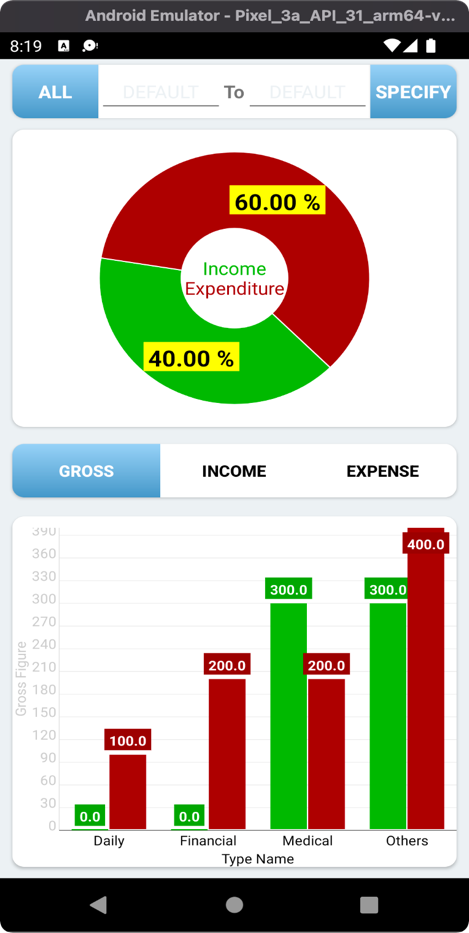 Android Emulator - Pixel_3a_API_31_arm64-v...
8:19 A
ALL DEFAULT To DEFAULT SPECIFY
60.00 %
Income
Expenditure
40.00 %
GROSS INCOME EXPENSE
Gross Figure
390
360
330
300
270
240
210
180
150
120
90
60
30
0
0.0 100.0 0.0 200.0 300.0 200.0 300.0 400.0
Daily Financial Medical Others
Type Name